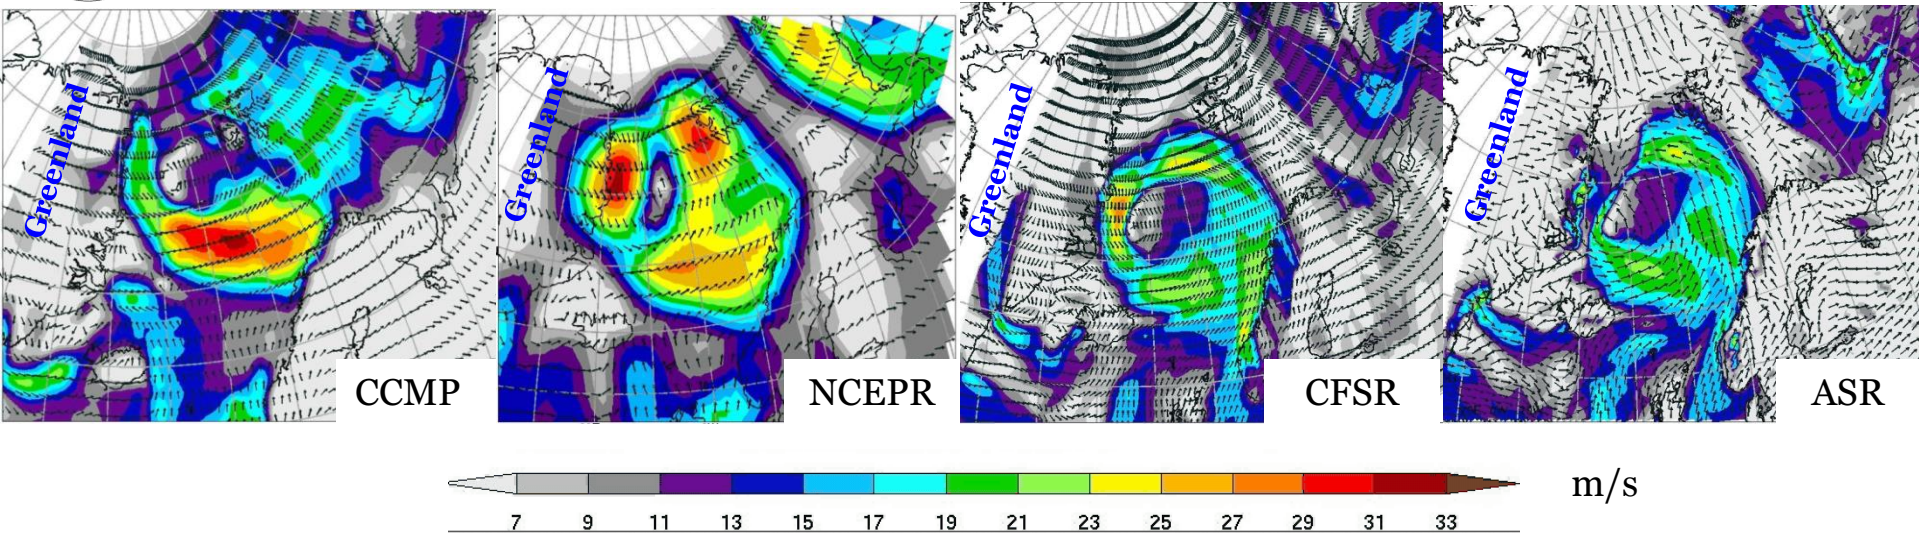 Greenland
Greenland
Greenland
Greenland
CCMP
NCEPR
CFSR
ASR
m/s
7 9 11 13 15 17 19 21 23 25 27 29 31 33